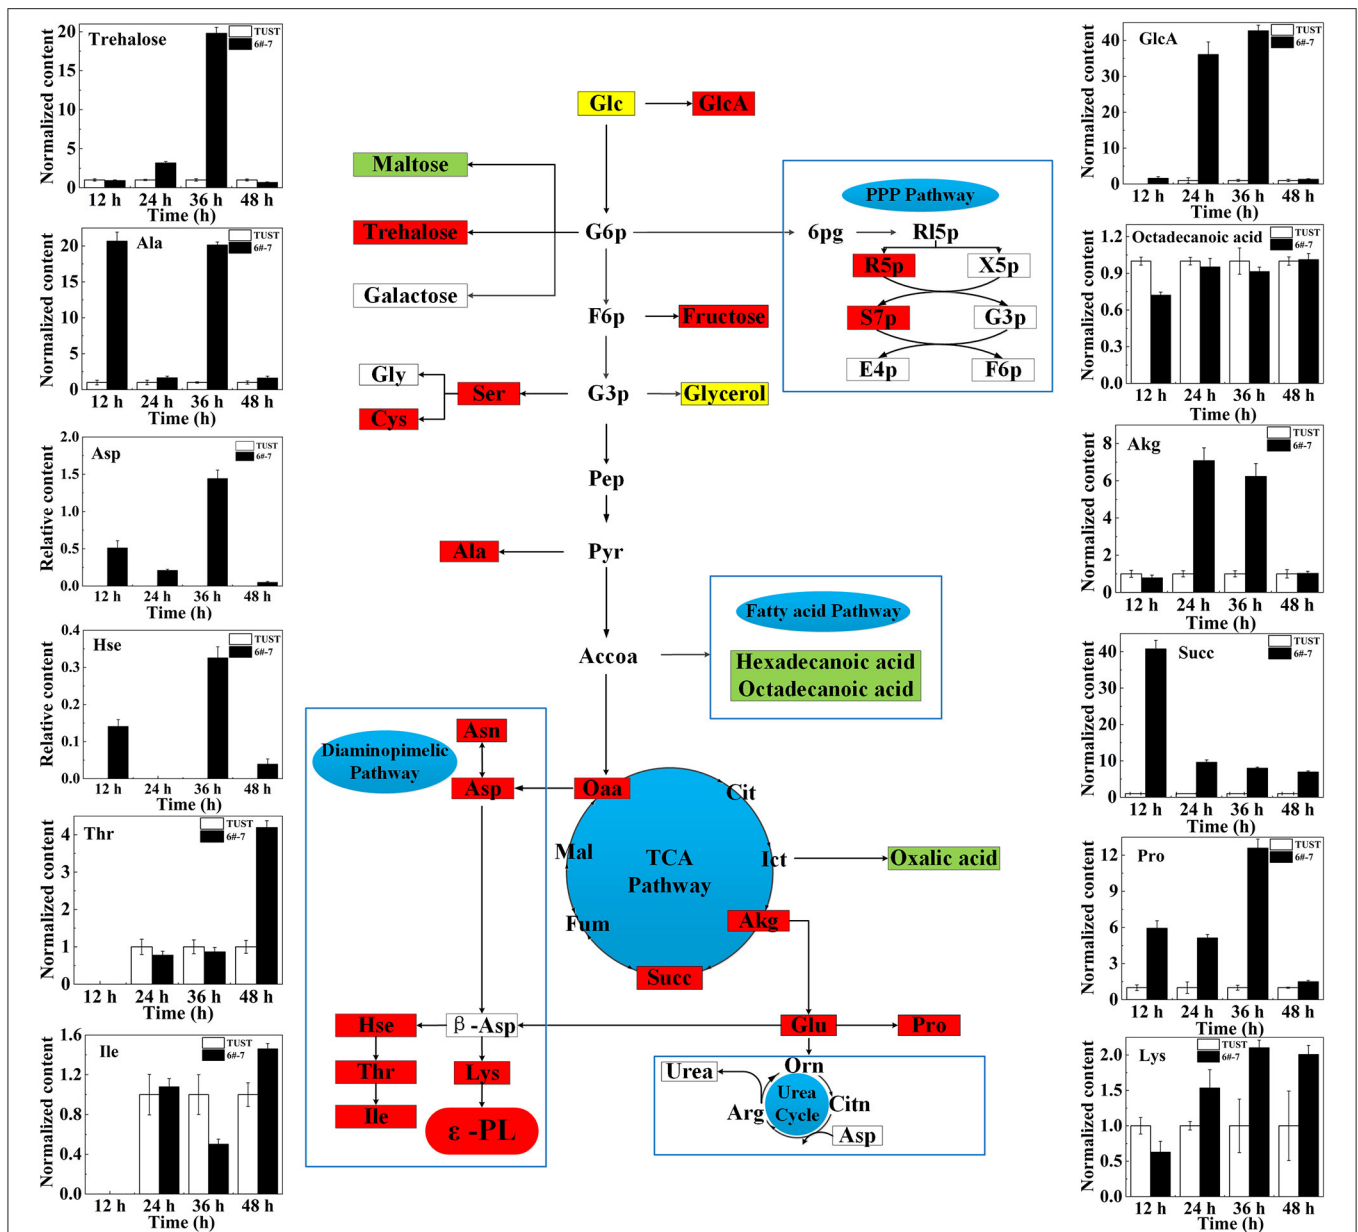 Trehalose
TUST
6#-7
Normalized content
20
15
10
5
0
12 h 24 h 36 h 48 h
Time (h)
Ala
TUST
6#-7
Normalized content
20
15
10
5
0
12 h 24 h 36 h 48 h
Time (h)
Asp
TUST
6#-7
Relative content
2.0
1.5
1.0
0.5
0.0
12 h 24 h 36 h 48 h
Time (h)
Hse
TUST
6#-7
Relative content
0.4
0.3
0.2
0.1
0.0
12 h 24 h 36 h 48 h
Time (h)
Thr
TUST
6#-7
Normalized content
4
3
2
1
0
12 h 24 h 36 h 48 h
Time (h)
Ile
TUST
6#-7
Normalized content
1.6
1.2
0.8
0.4
0.0
12 h 24 h 36 h 48 h
Time (h)
Glc GlcA
Maltose
Trehalose G6p 6pg Rl5p
Galactose
PPP Pathway
R5p X5p
S7p G3p
E4p F6p
F6p Fructose
Gly
Ser G3p Glycerol
Cys
Pep
Ala Pyr
Accoa
Fatty acid Pathway
Hexadecanoic acid
Octadecanoic acid
Diaminopimelic
Pathway
Asn
Asp Oaa
Cit
Mal TCA Ict Oxalic acid
Pathway
Fum Akg
Succ
Hse β-Asp Glu Pro
Thr Lys
Ile ε-PL
Urea Orn
Urea
Cycle
Arg Citn
Asp
GlcA
TUST
6#-7
Normalized content
40
30
20
10
0
12 h 24 h 36 h 48 h
Time (h)
Octadecanoic acid
TUST
6#-7
Normalized content
1.2
0.9
0.6
0.3
0.0
12 h 24 h 36 h 48 h
Time (h)
Akg
TUST
6#-7
Normalized content
8
6
4
2
0
12 h 24 h 36 h 48 h
Time (h)
Succ
TUST
6#-7
Normalized content
40
30
20
10
0
12 h 24 h 36 h 48 h
Time (h)
Pro
TUST
6#-7
Normalized content
12
9
6
3
0
12 h 24 h 36 h 48 h
Time (h)
Lys
TUST
6#-7
Normalized content
2.0
1.5
1.0
0.5
0.0
12 h 24 h 36 h 48 h
Time (h)